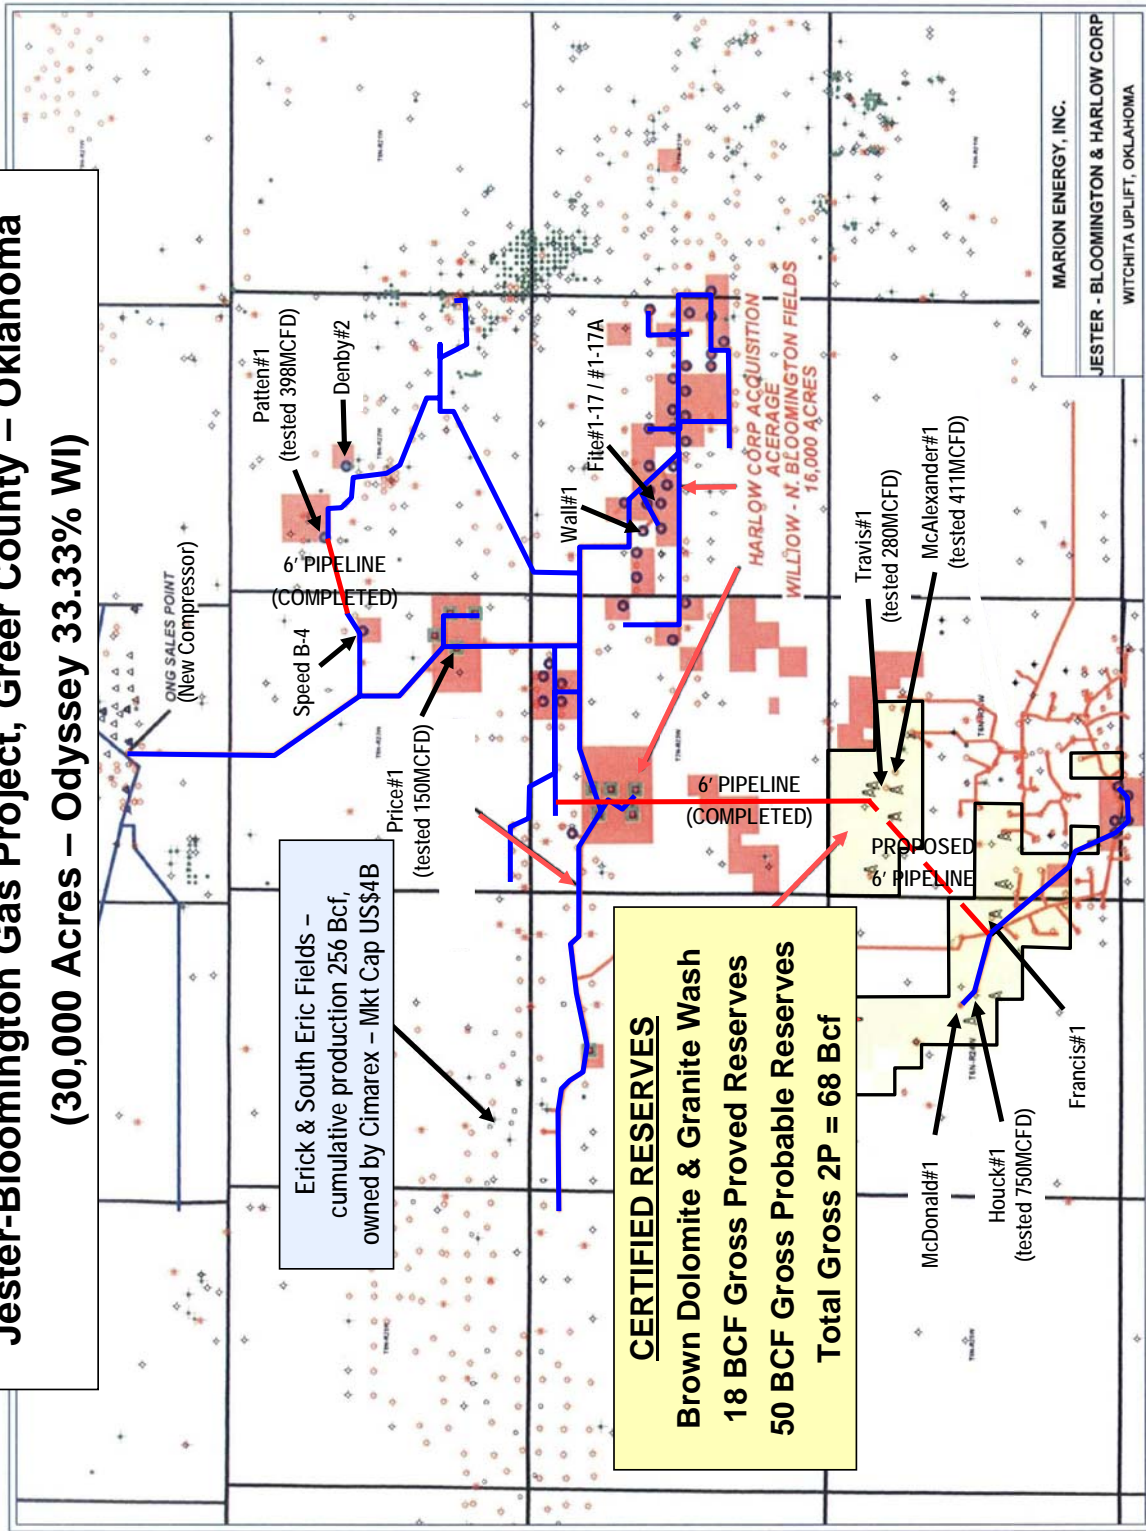 Jester-Bloomington Gas Project, Greer County – Oklahoma
(30,000 Acres – Odyssey 33.33% WI)
ONG SALES POINT
(New Compressor)
Patten#1
(tested 398MCFD)
Denby#2
6' PIPELINE
(COMPLETED)
Speed B-4
Price#1
(tested 150MCFD)
Erick & South Eric Fields –
cumulative production 256 Bcf,
owned by Cimarex – Mkt Cap US$4B
Wall#1
File#1-17 / #1-17A
HARLOW CORP ACQUISITION
ACERAGE
WILLIOW - N. BLOOMINGTON FIELDS
16,000 ACRES
6' PIPELINE
(COMPLETED)
CERTIFIED RESERVES
Brown Dolomite & Granite Wash
18 BCF Gross Proved Reserves
50 BCF Gross Probable Reserves
Total Gross 2P = 68 Bcf
Travis#1
(tested 280MCFD)
McAlexander#1
(tested 411MCFD)
PROPOSED
6' PIPELINE
McDonald#1
Houck#1
(tested 750MCFD)
Francis#1
MARION ENERGY, INC.
JESTER - BLOOMINGTON & HARLOW CORP
WITCHITA UPLIFT, OKLAHOMA